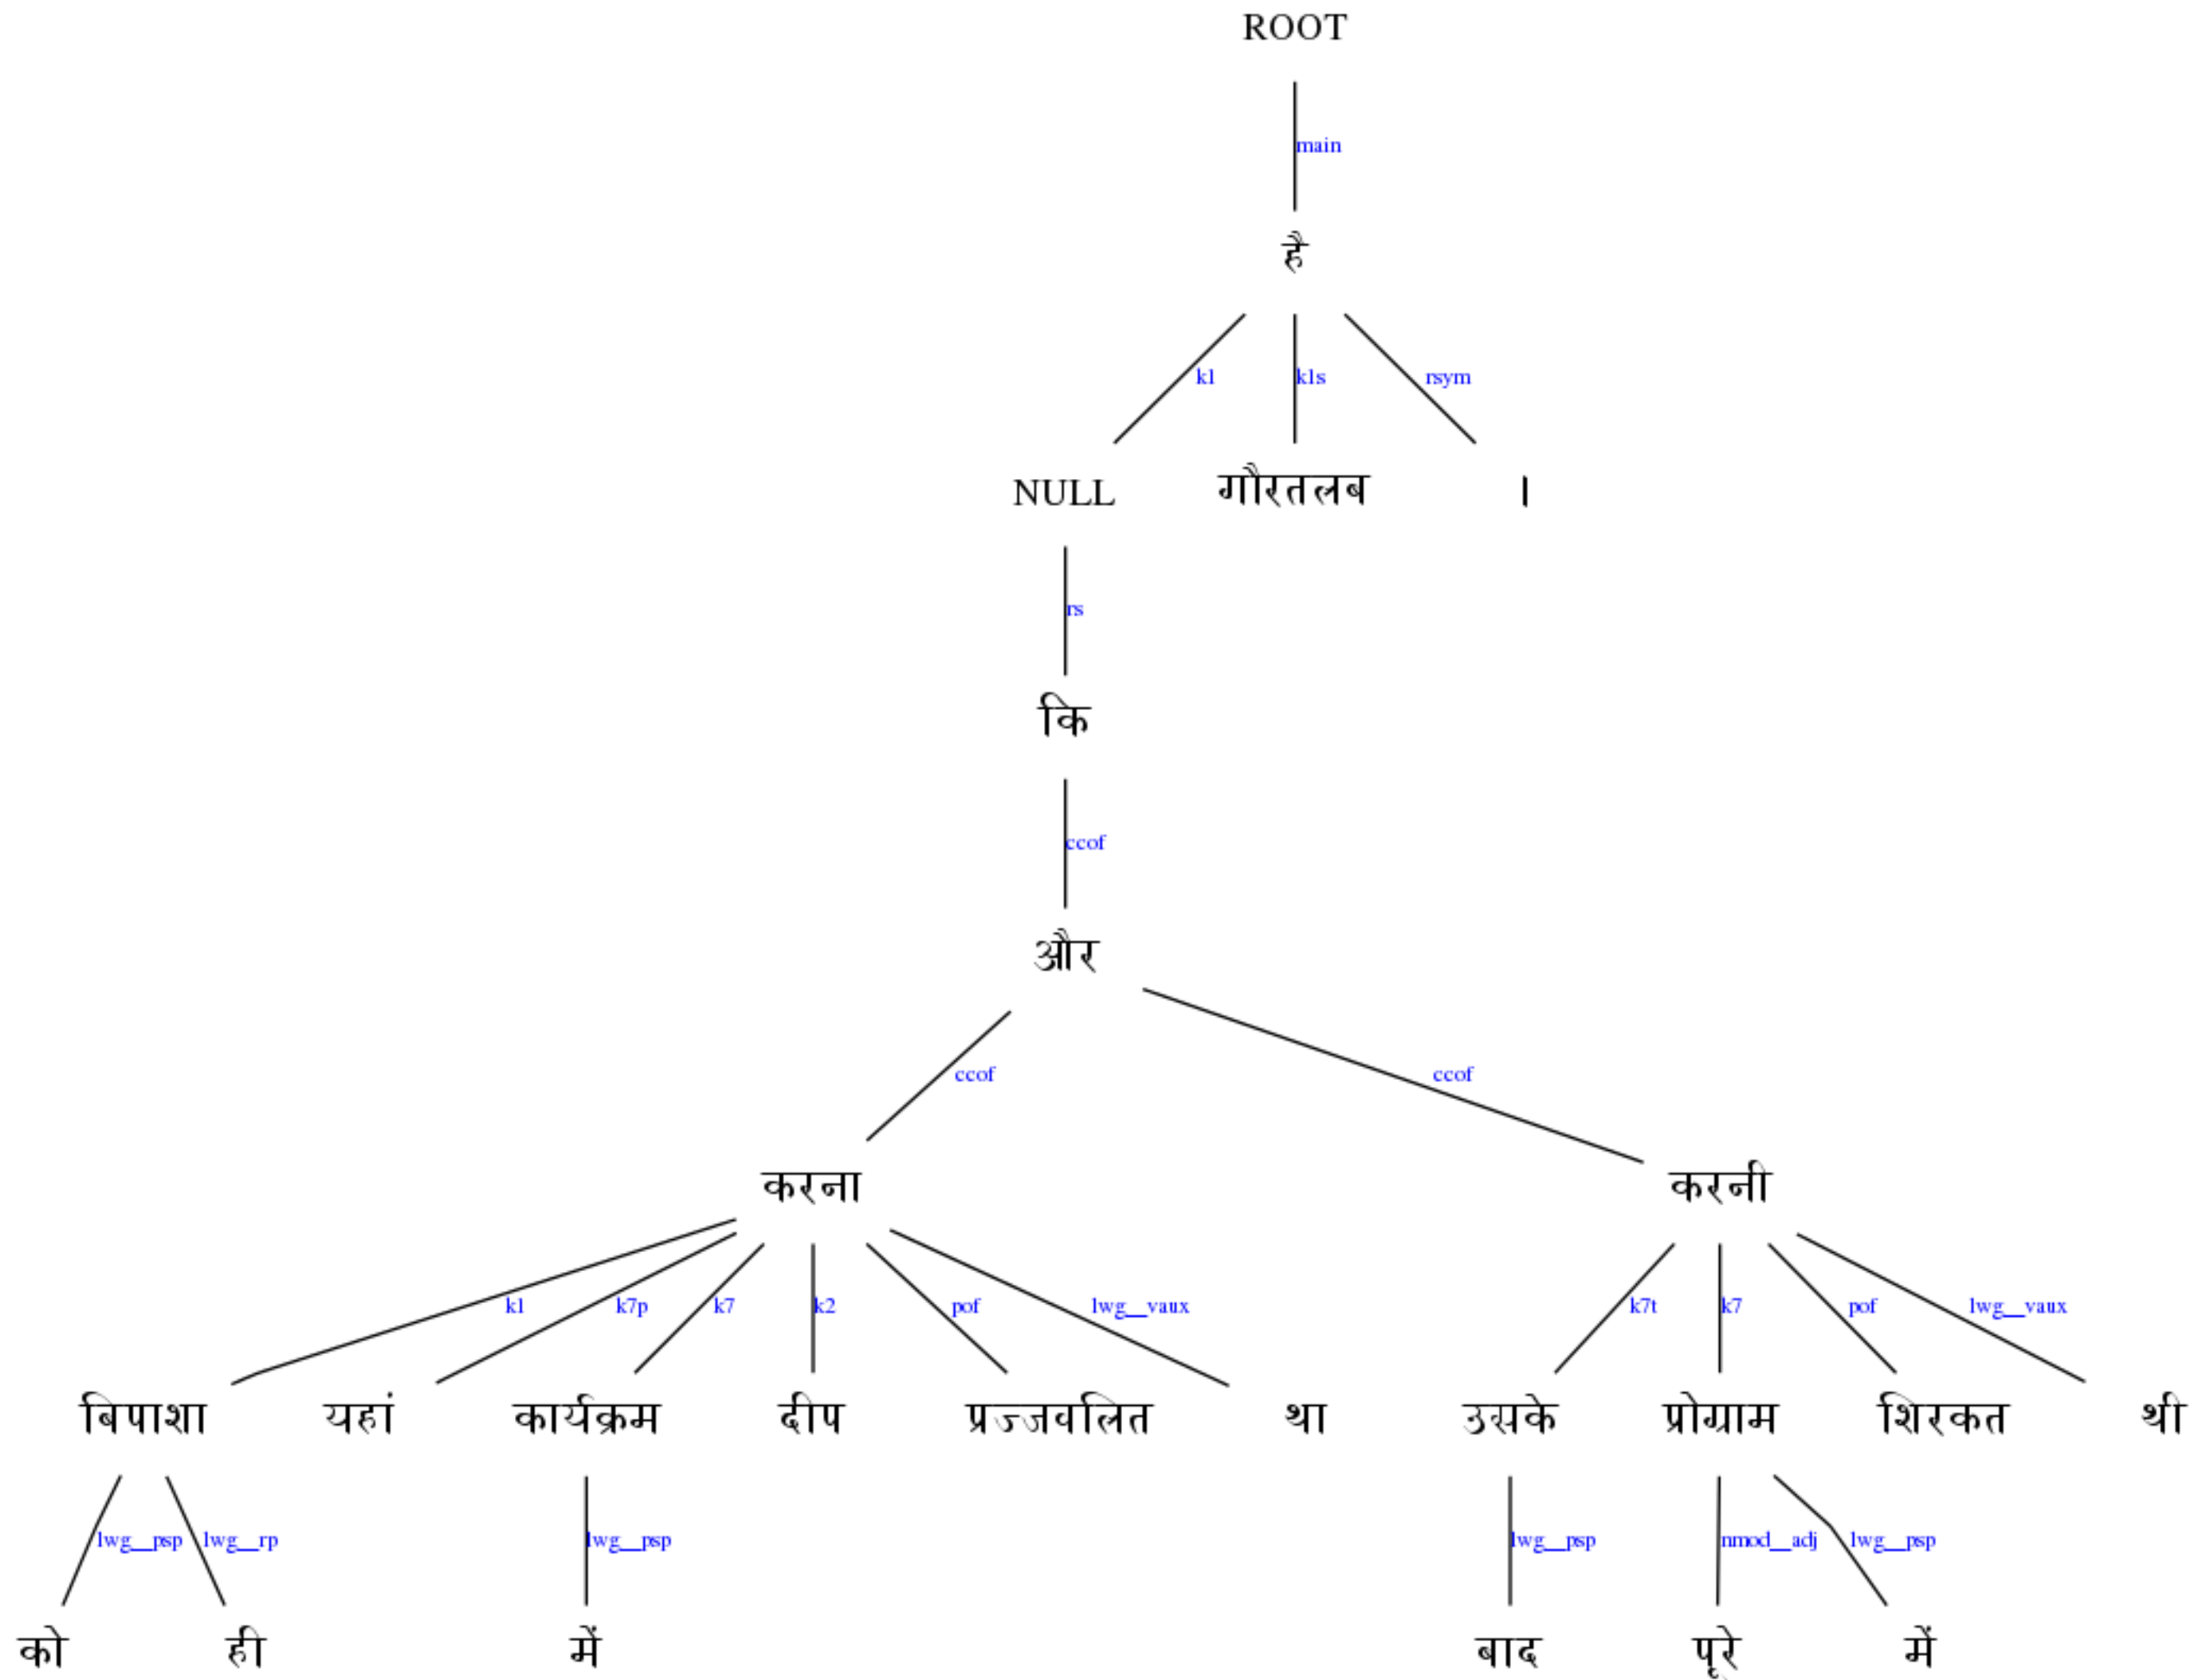 ROOT
main
है
k1 k1s rsym
NULL गौरतलब ।
rs
कि
ccof
और
ccof ccof
करना करनी
k1 k7p k7 k2 pof lwg__vaux k7t k7 pof lwg__vaux
बिपाशा यहां कार्यक्रम दीप प्रज्जवलित था उसके प्रोग्राम शिरकत थी
lwg__psp lwg__rp lwg__psp lwg__psp nmod__adj lwg__psp
को ही में बाद पूरे में